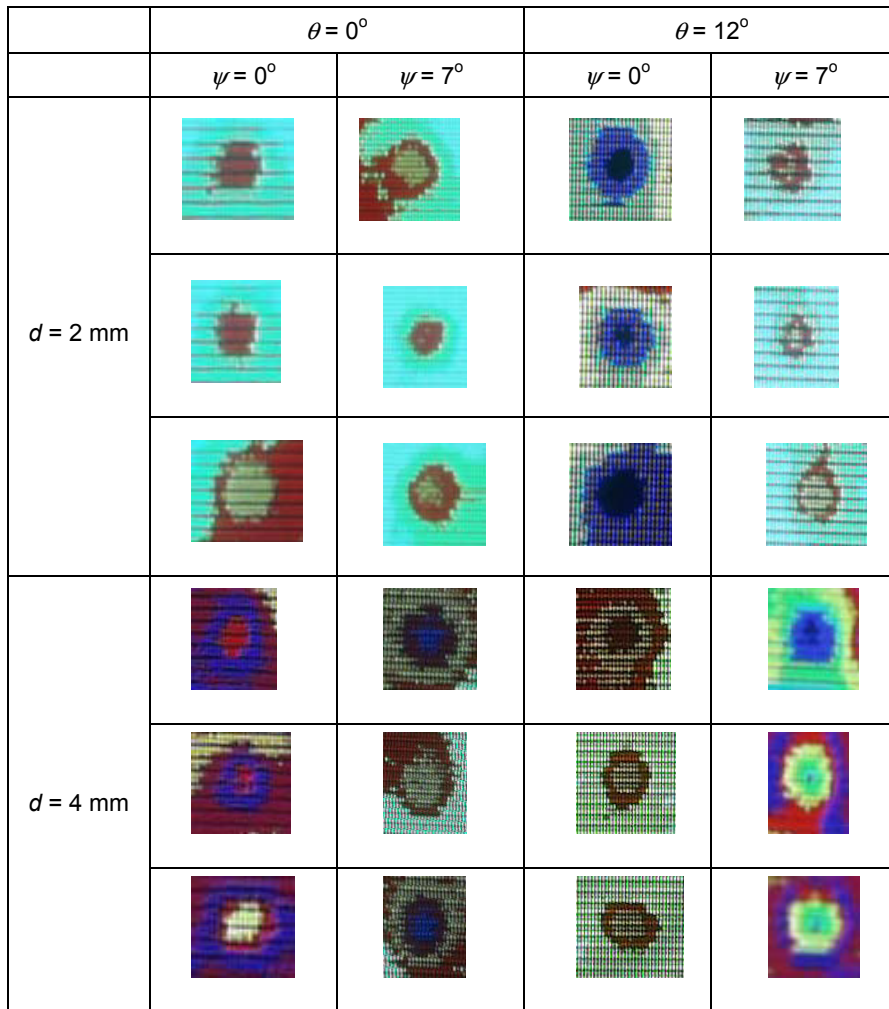 θ = 0° θ = 12°
ψ = 0° ψ = 7° ψ = 0° ψ = 7°
d = 2 mm
d = 4 mm